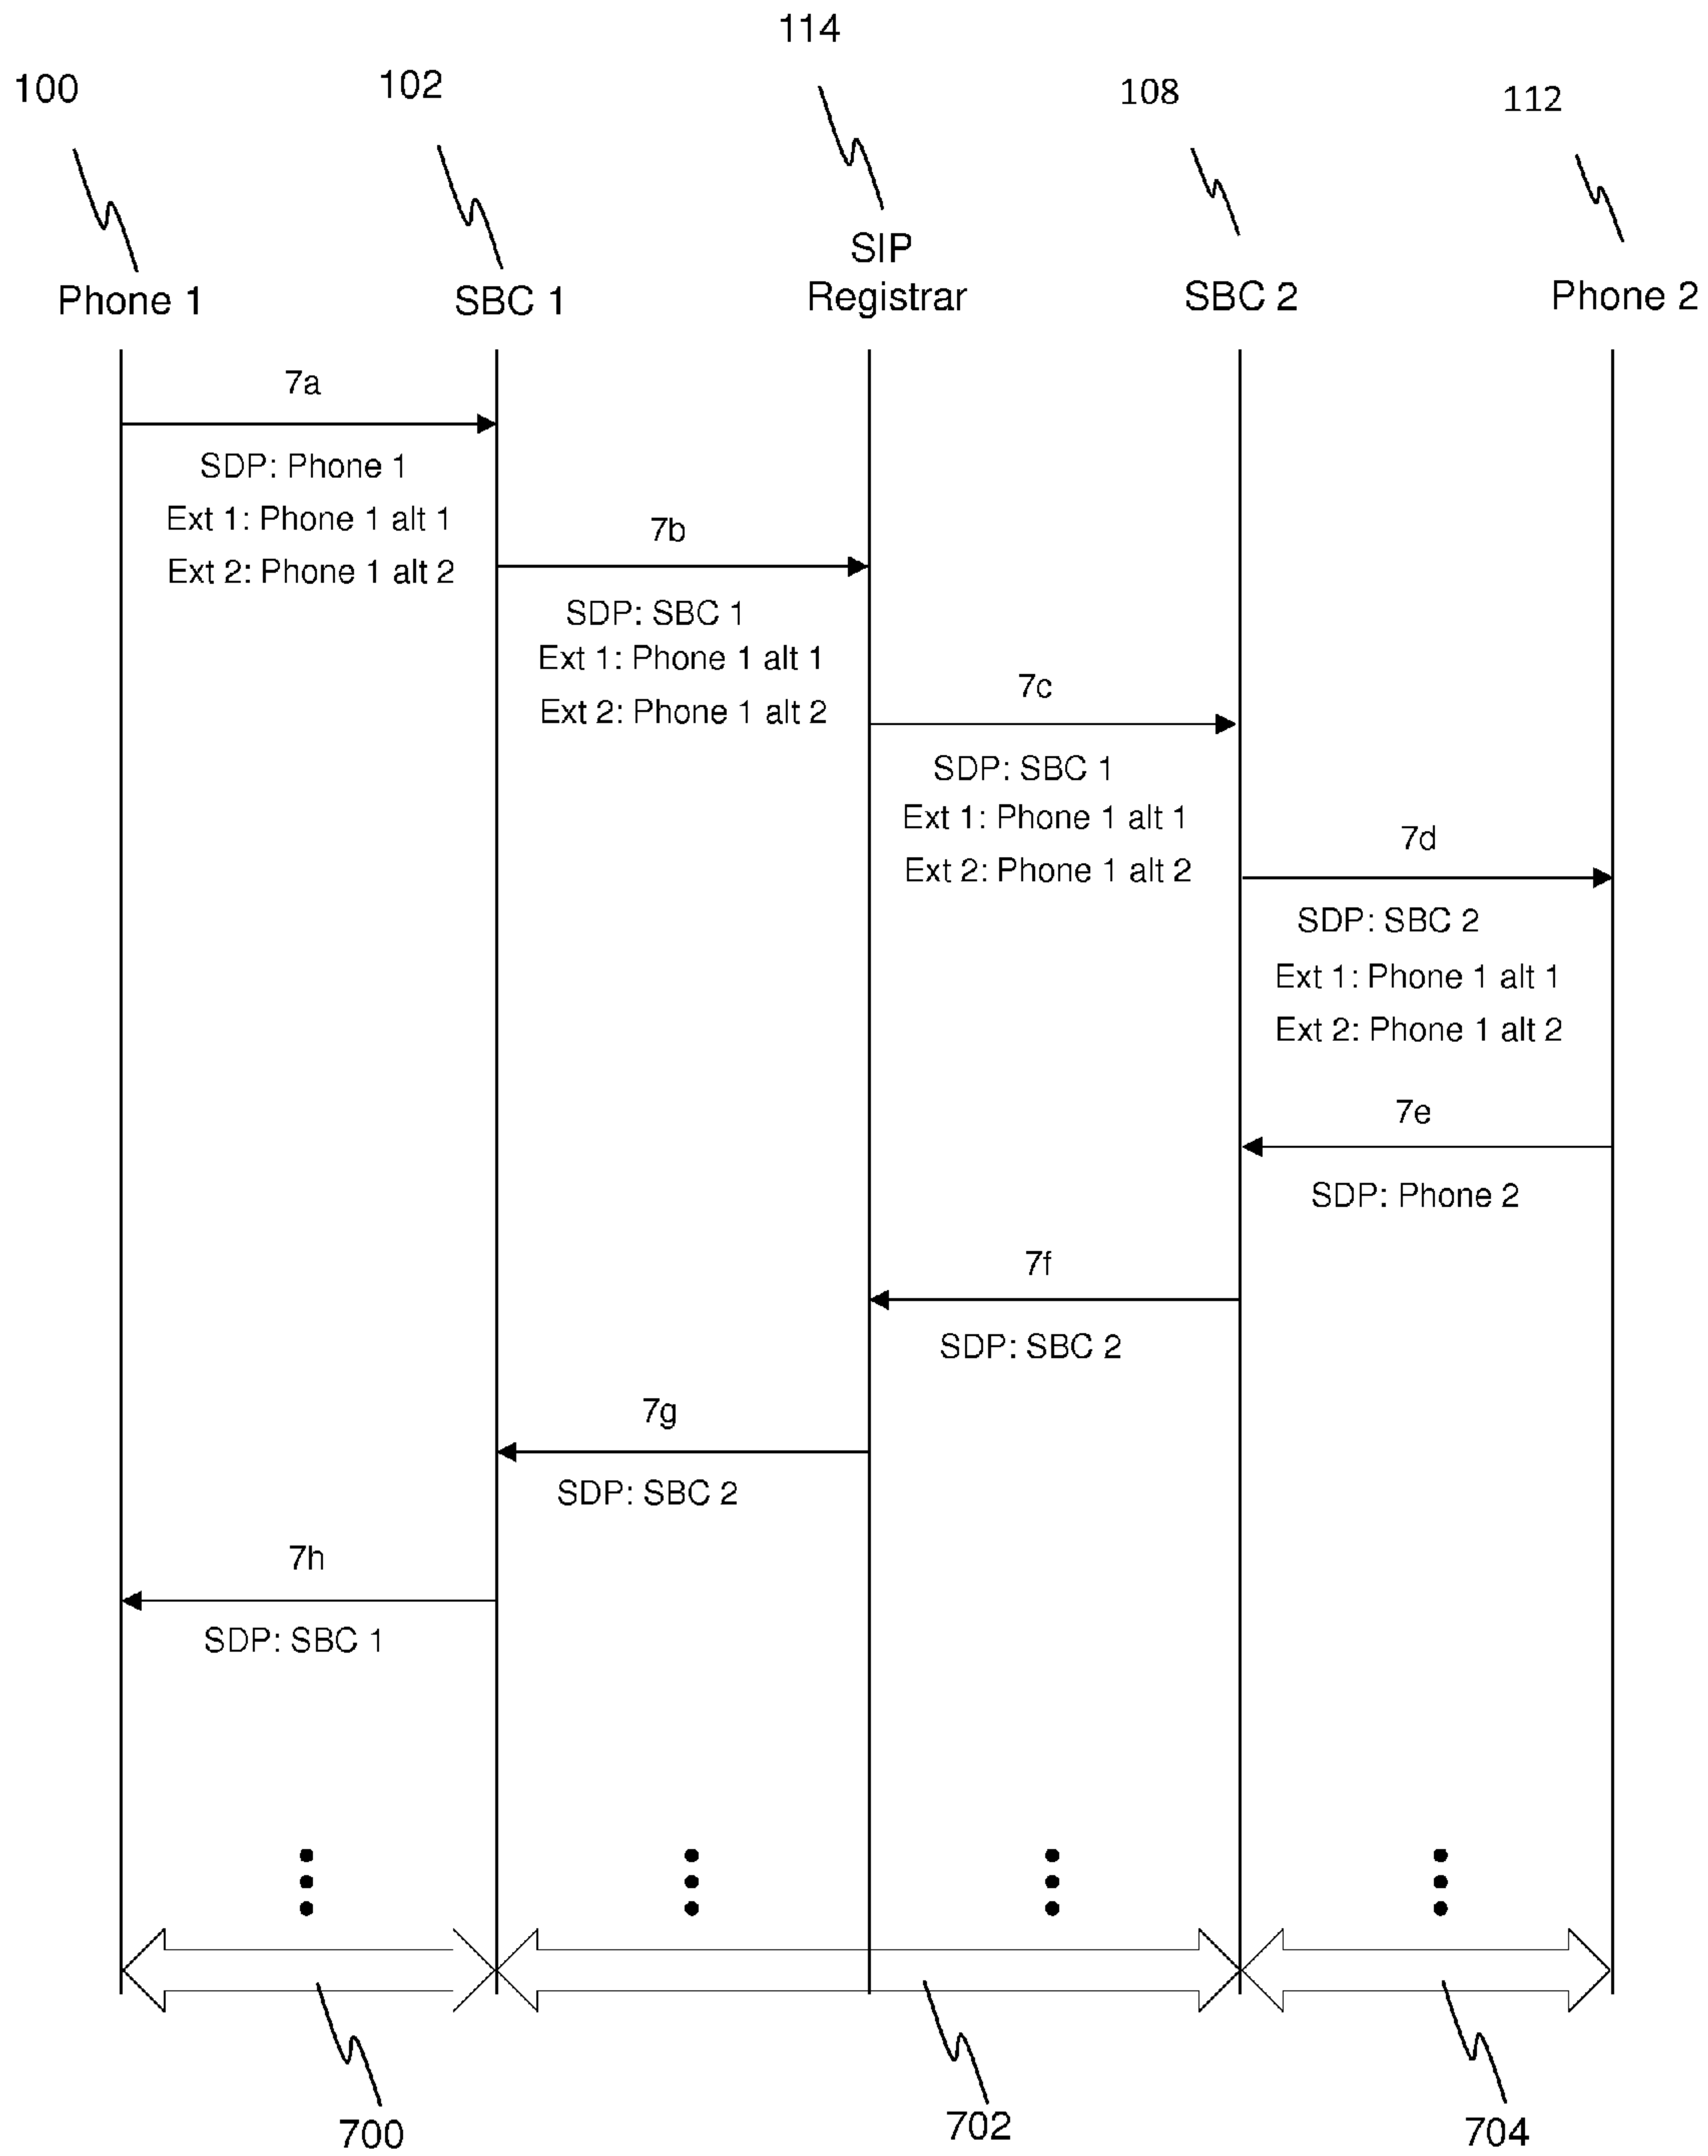 114
100
102
108
112
SIP
Registrar
Phone 1
SBC 1
SBC 2
Phone 2
7a
SDP: Phone 1
Ext 1: Phone 1 alt 1
Ext 2: Phone 1 alt 2
7b
SDP: SBC 1
Ext 1: Phone 1 alt 1
Ext 2: Phone 1 alt 2
7c
SDP: SBC 1
Ext 1: Phone 1 alt 1
Ext 2: Phone 1 alt 2
7d
SDP: SBC 2
Ext 1: Phone 1 alt 1
Ext 2: Phone 1 alt 2
7e
SDP: Phone 2
7f
SDP: SBC 2
7g
SDP: SBC 2
7h
SDP: SBC 1
700
702
704